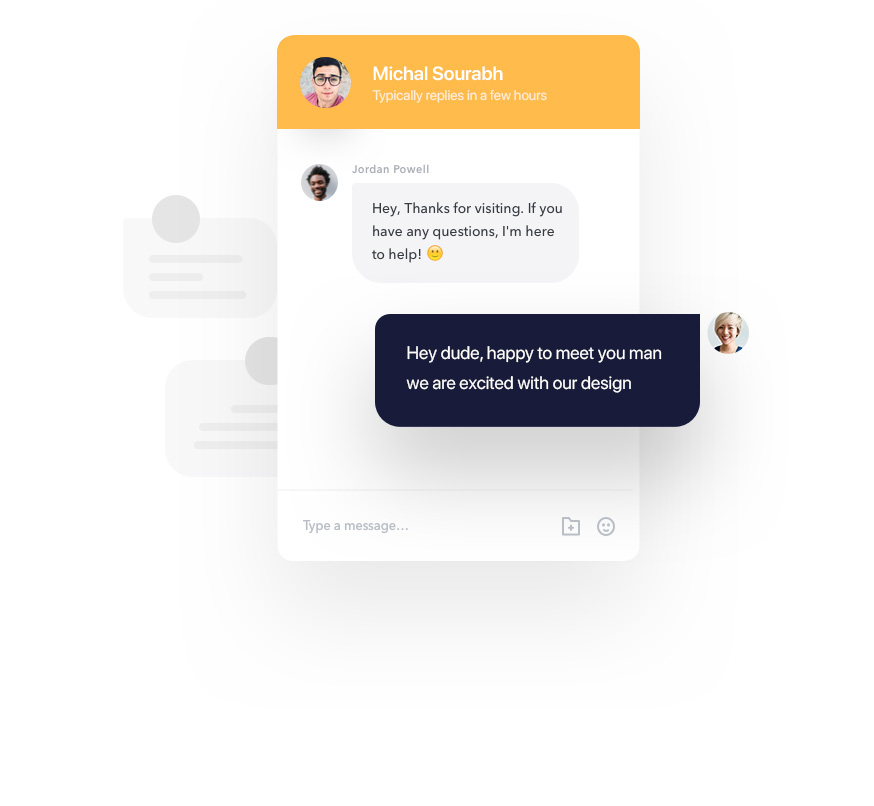 Michal Sourabh
Typically replies in a few hours
Jordan Powell
Hey, Thanks for visiting. If you
have any questions, I'm here
to help! 🙂
Hey dude, happy to meet you man
we are excited with our design
Type a message...